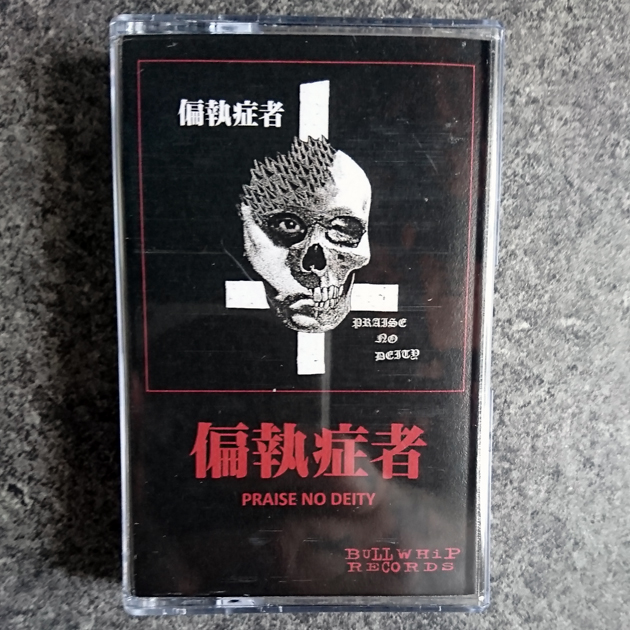 偏執症者
PRAISE
NO
DEITY
偏執症者
PRAISE NO DEITY
BULLWHiP
RECORDS